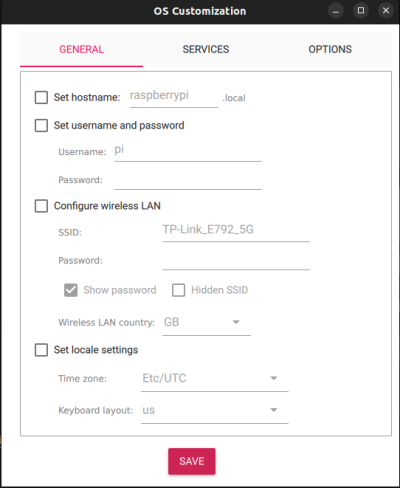 OS Customization
GENERAL SERVICES OPTIONS
Set hostname: raspberrypi .local
Set username and password
Username: pi
Password:
Configure wireless LAN
SSID: TP-Link_E792_5G
Password:
Show password Hidden SSID
Wireless LAN country: GB
Set locale settings
Time zone: Etc/UTC
Keyboard layout: us
SAVE